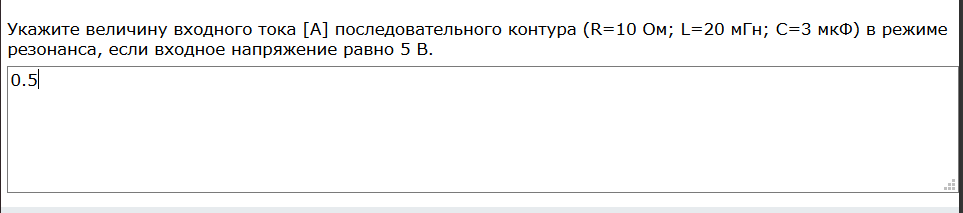 Укажите величину входного тока [А] последовательного контура (R=10 Ом; L=20 мГн; С=3 мкФ) в режиме
резонанса, если входное напряжение равно 5 В.
0.5